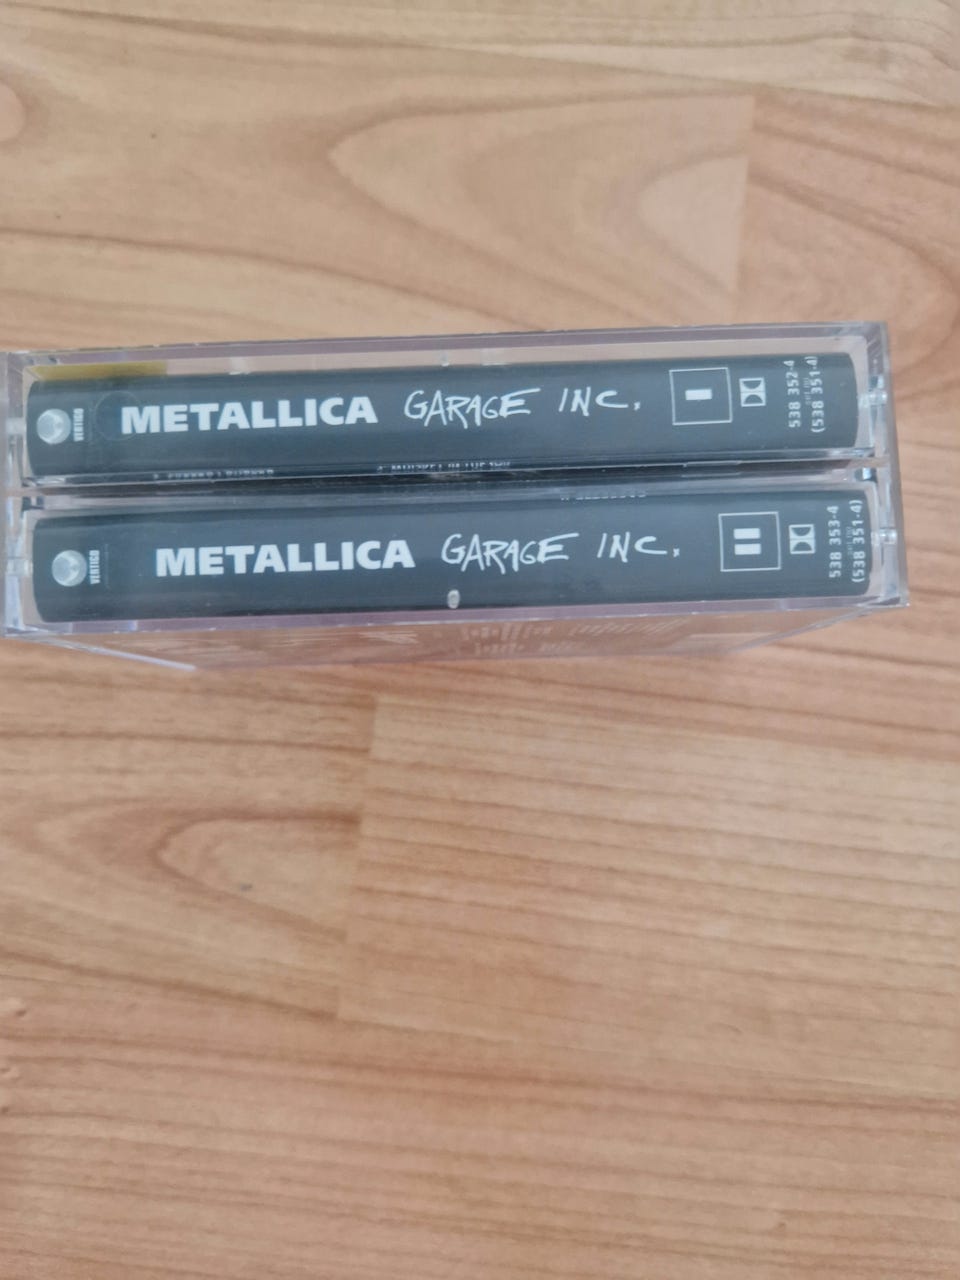 VERTIGO
METALLICA GARAGE INC. I
538 352-4
(538 351-4)
VERTIGO
METALLICA GARAGE INC. II
538 353-4
(538 351-4)